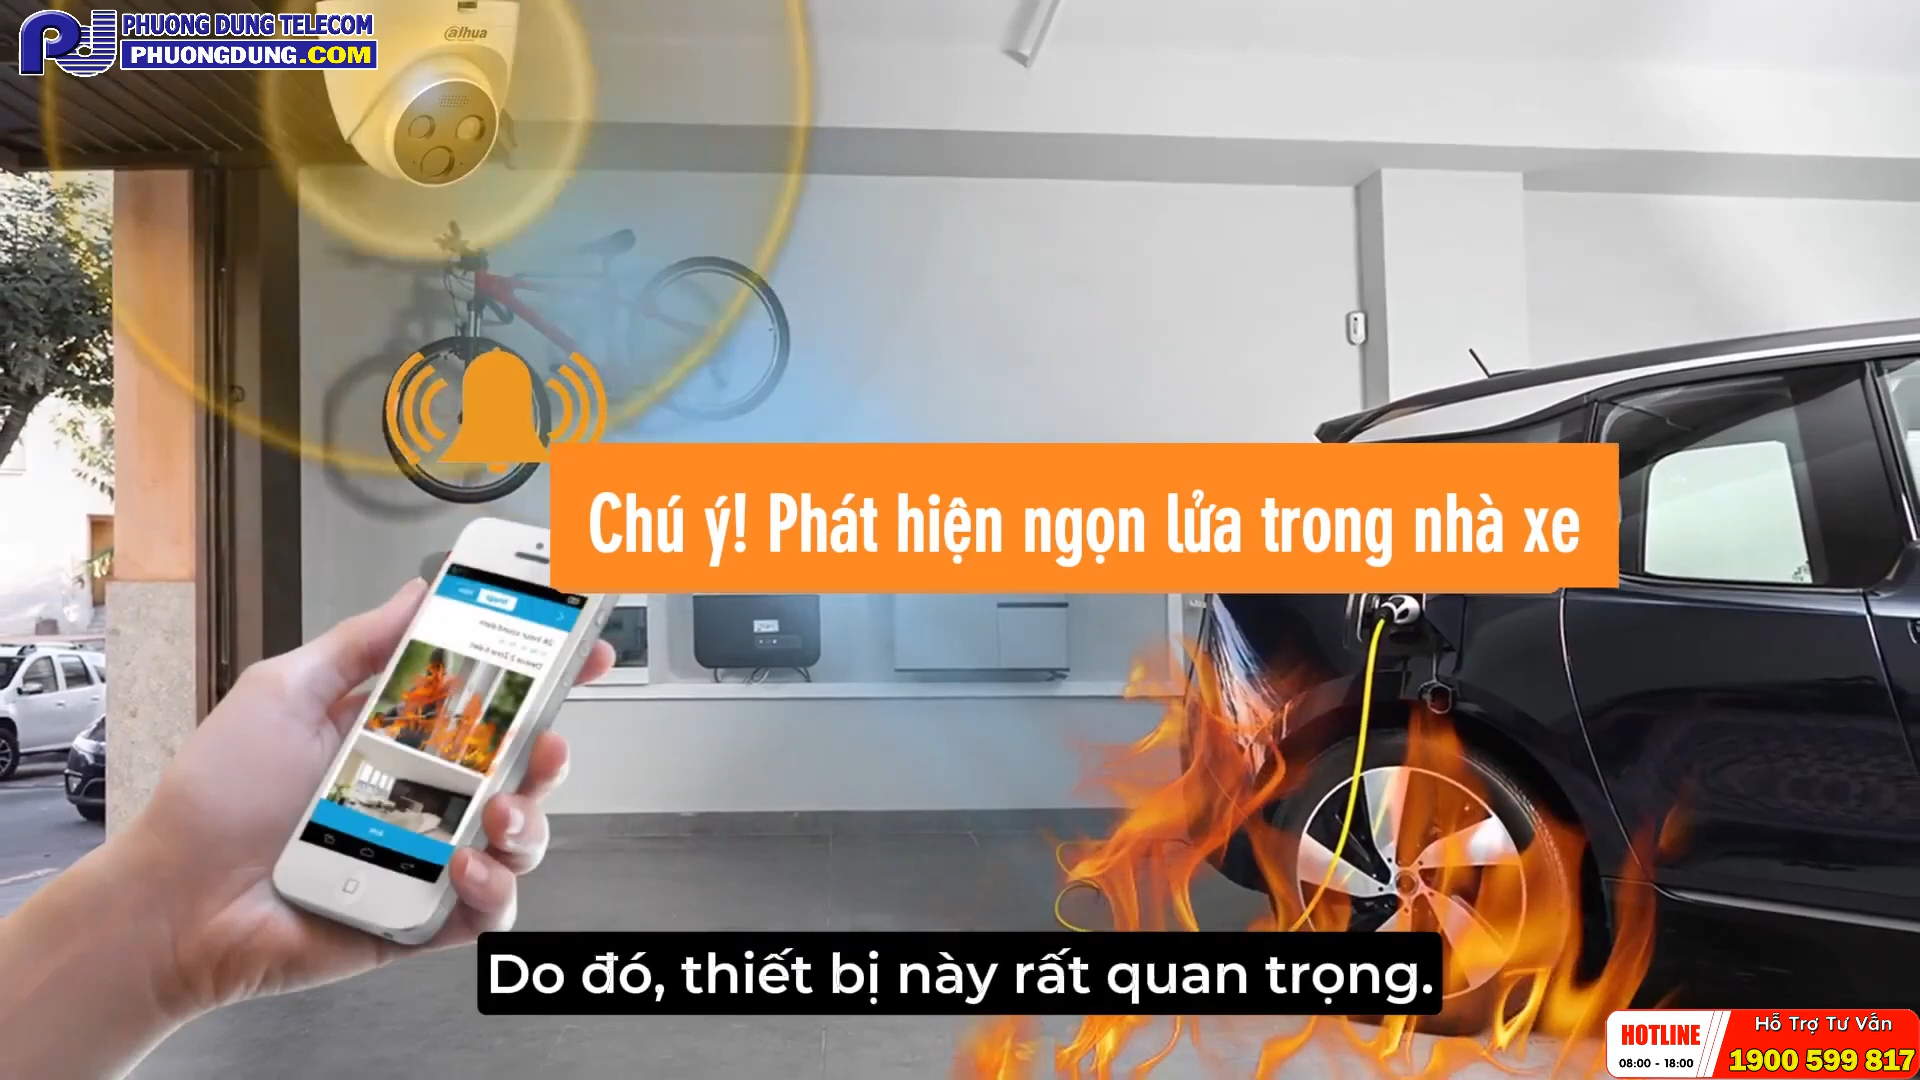 PHUONG DUNG TELECOM
PHUONGDUNG.COM
alhua
Chú ý! Phát hiện ngọn lửa trong nhà xe
Do đó, thiết bị này rất quan trọng.
HOTLINE
08:00 - 18:00
Hỗ Trợ Tư Vấn
1900 599 817